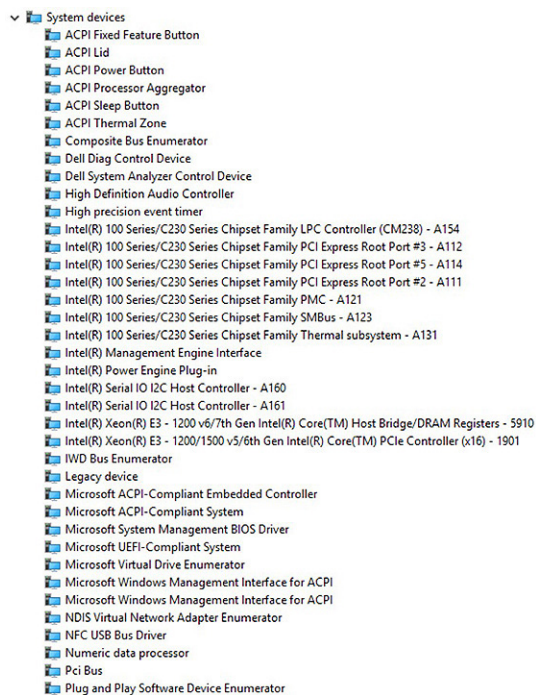 System devices
ACPI Fixed Feature Button
ACPI Lid
ACPI Power Button
ACPI Processor Aggregator
ACPI Sleep Button
ACPI Thermal Zone
Composite Bus Enumerator
Dell Diag Control Device
Dell System Analyzer Control Device
High Definition Audio Controller
High precision event timer
Intel(R) 100 Series/C230 Series Chipset Family LPC Controller (CM238) - A154
Intel(R) 100 Series/C230 Series Chipset Family PCI Express Root Port #3 - A112
Intel(R) 100 Series/C230 Series Chipset Family PCI Express Root Port #5 - A114
Intel(R) 100 Series/C230 Series Chipset Family PCI Express Root Port #2 - A111
Intel(R) 100 Series/C230 Series Chipset Family PMC - A121
Intel(R) 100 Series/C230 Series Chipset Family SMBus - A123
Intel(R) 100 Series/C230 Series Chipset Family Thermal subsystem - A131
Intel(R) Management Engine Interface
Intel(R) Power Engine Plug-in
Intel(R) Serial IO I2C Host Controller - A160
Intel(R) Serial IO I2C Host Controller - A161
Intel(R) Xeon(R) E3 - 1200 v6/7th Gen Intel(R) Core(TM) Host Bridge/DRAM Registers - 5910
Intel(R) Xeon(R) E3 - 1200/1500 v5/6th Gen Intel(R) Core(TM) PCIe Controller (x16) - 1901
IWD Bus Enumerator
Legacy device
Microsoft ACPI-Compliant Embedded Controller
Microsoft ACPI-Compliant System
Microsoft System Management BIOS Driver
Microsoft UEFI-Compliant System
Microsoft Virtual Drive Enumerator
Microsoft Windows Management Interface for ACPI
Microsoft Windows Management Interface for ACPI
NDIS Virtual Network Adapter Enumerator
NFC USB Bus Driver
Numeric data processor
Pci Bus
Plug and Play Software Device Enumerator